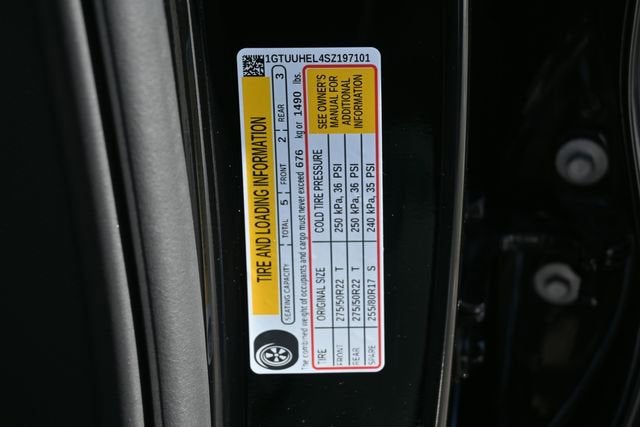 1GTUUHEL4SZ197101
TIRE AND LOADING INFORMATION
SEATING CAPACITY TOTAL 5 FRONT 2 REAR 3
The combined weight of occupants and cargo must never exceed 676 kg or 1490 lbs.
TIRE ORIGINAL SIZE COLD TIRE PRESSURE
FRONT 275/50R22 T 250 kPa, 36 PSI
REAR 275/50R22 T 250 kPa, 36 PSI
SPARE 255/80R17 S 240 kPa, 35 PSI
SEE OWNER'S
MANUAL FOR
ADDITIONAL
INFORMATION